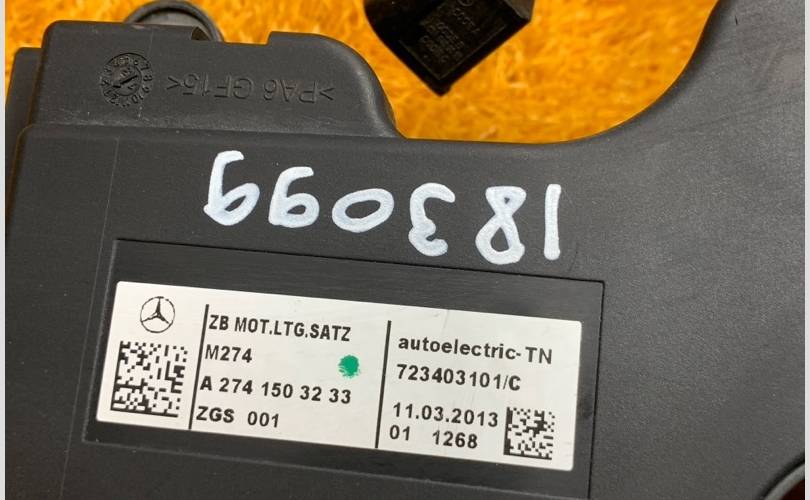 >PA6 GF15<
183099
ZB MOT.LTG.SATZ
M274
A 274 150 32 33
ZGS 001
autoelectric-TN
723403101/C
11.03.2013
01 1268